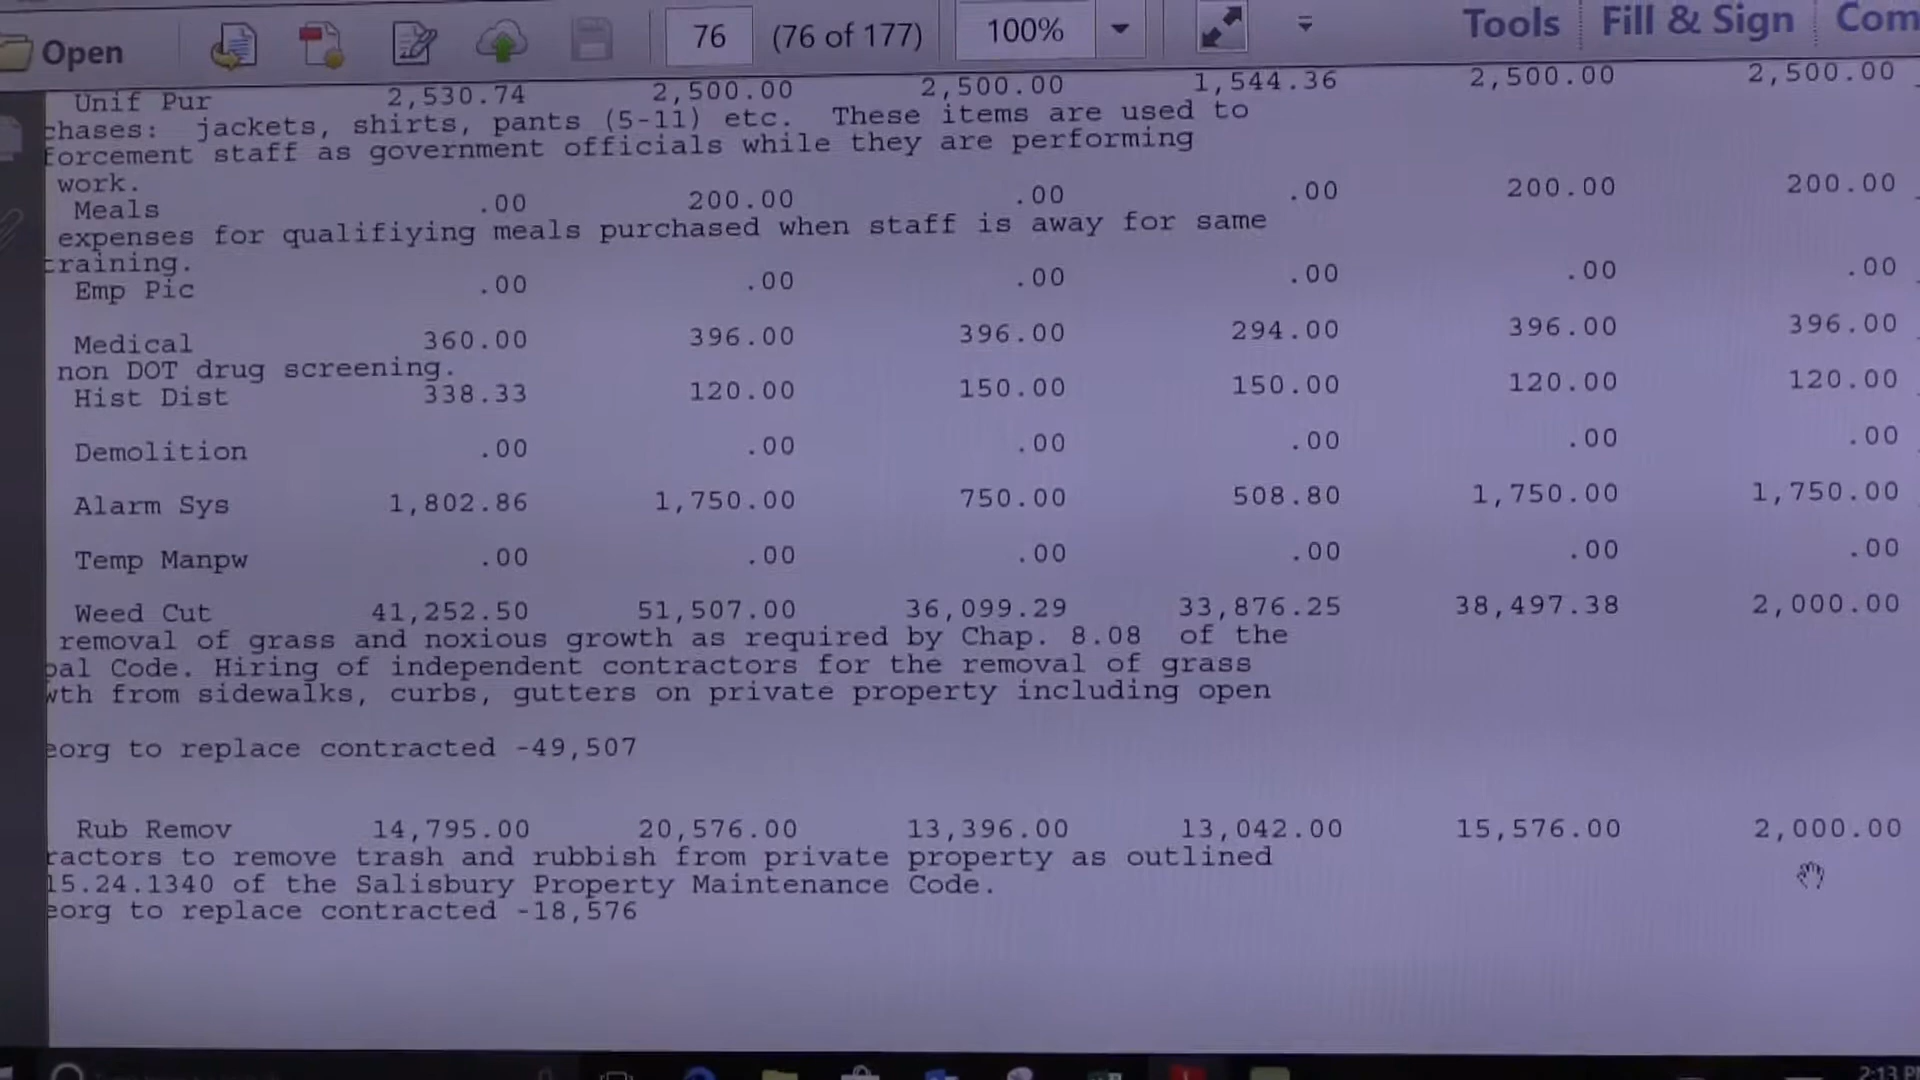 Open 76 (76 of 177) 100% Tools Fill & Sign Com
Unif Pur 2,530.74 2,500.00 2,500.00 1,544.36 2,500.00 2,500.00
chases: jackets, shirts, pants (5-11) etc. These items are used to
forcement staff as government officials while they are performing
work.
Meals .00 200.00 .00 .00 200.00 200.00
expenses for qualifiying meals purchased when staff is away for same
training.
Emp Pic .00 .00 .00 .00 .00 .00
Medical 360.00 396.00 396.00 294.00 396.00 396.00
non DOT drug screening.
Hist Dist 338.33 120.00 150.00 150.00 120.00 120.00
Demolition .00 .00 .00 .00 .00 .00
Alarm Sys 1,802.86 1,750.00 750.00 508.80 1,750.00 1,750.00
Temp Manpw .00 .00 .00 .00 .00 .00
Weed Cut 41,252.50 51,507.00 36,099.29 33,876.25 38,497.38 2,000.00
removal of grass and noxious growth as required by Chap. 8.08 of the
pal Code. Hiring of independent contractors for the removal of grass
wth from sidewalks, curbs, gutters on private property including open
eorg to replace contracted -49,507
Rub Remov 14,795.00 20,576.00 13,396.00 13,042.00 15,576.00 2,000.00
ractors to remove trash and rubbish from private property as outlined
15.24.1340 of the Salisbury Property Maintenance Code.
eorg to replace contracted -18,576
2:13 P